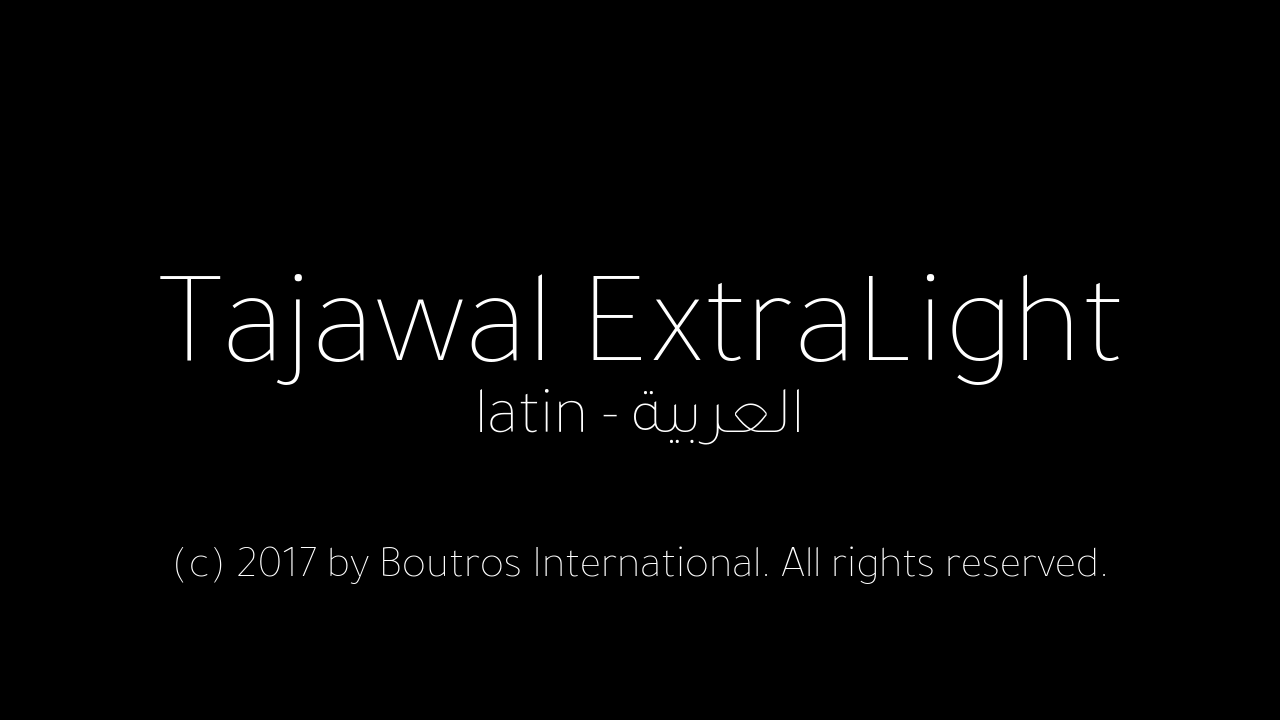 Tajawal ExtraLight
latin - العربية
(c) 2017 by Boutros International. All rights reserved.